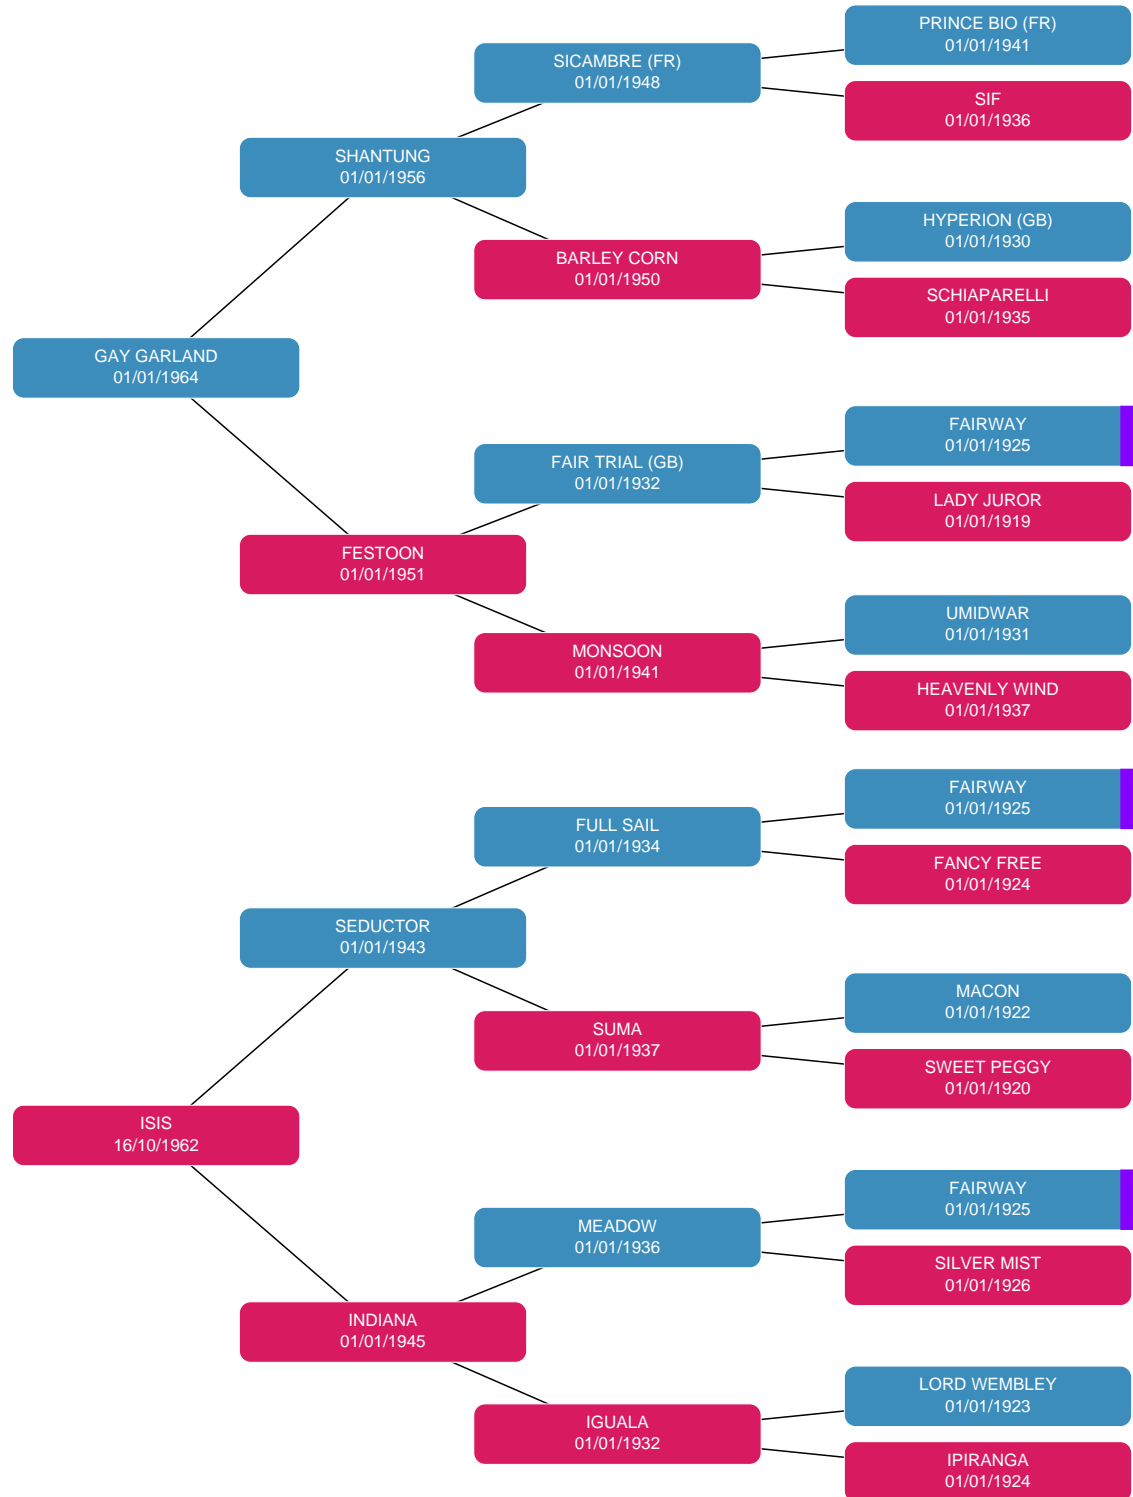 PRINCE BIO (FR)
01/01/1941
SICAMBRE (FR)
01/01/1948
SIF
01/01/1936
SHANTUNG
01/01/1956
HYPERION (GB)
01/01/1930
BARLEY CORN
01/01/1950
SCHIAPARELLI
01/01/1935
GAY GARLAND
01/01/1964
FAIRWAY
01/01/1925
FAIR TRIAL (GB)
01/01/1932
LADY JUROR
01/01/1919
FESTOON
01/01/1951
UMIDWAR
01/01/1931
MONSOON
01/01/1941
HEAVENLY WIND
01/01/1937
FAIRWAY
01/01/1925
FULL SAIL
01/01/1934
FANCY FREE
01/01/1924
SEDUCTOR
01/01/1943
MACON
01/01/1922
SUMA
01/01/1937
SWEET PEGGY
01/01/1920
ISIS
16/10/1962
FAIRWAY
01/01/1925
MEADOW
01/01/1936
SILVER MIST
01/01/1926
INDIANA
01/01/1945
LORD WEMBLEY
01/01/1923
IGUALA
01/01/1932
IPIRANGA
01/01/1924